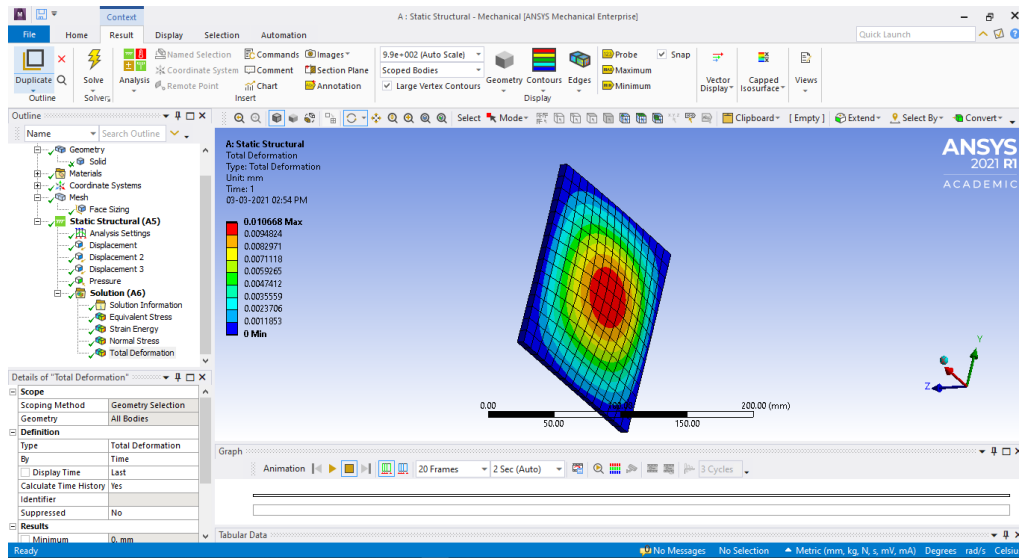 Context
A : Static Structural - Mechanical [ANSYS Mechanical Enterprise]
File Home Result Display Selection Automation
Quick Launch
Duplicate
Solve
Analysis
Named Selection
Coordinate System
Remote Point
Commands
Comment
Chart
Images
Section Plane
Annotation
9.9e+002 (Auto Scale)
Scoped Bodies
Large Vertex Contours
Geometry Contours Edges
Probe
Maximum
Minimum
Snap
Vector Display
Capped Isosurface
Views
Outline Solvers Insert Display
Outline
Name Search Outline
Select Mode Clipboard [ Empty ] Extend Select By Convert
Geometry
Solid
Materials
Coordinate Systems
Mesh
Face Sizing
Static Structural (A5)
Analysis Settings
Displacement
Displacement 2
Displacement 3
Pressure
Solution (A6)
Solution Information
Equivalent Stress
Strain Energy
Normal Stress
Total Deformation
A: Static Structural
Total Deformation
Type: Total Deformation
Unit: mm
Time: 1
03-03-2021 02:54 PM
0.010668 Max
0.0094824
0.0082971
0.0071118
0.0059265
0.0047412
0.0035559
0.0023706
0.0011853
0 Min
ANSYS
2021 R1
ACADEMIC
Y
Z
0.00 100.00 200.00 (mm)
50.00 150.00
Details of "Total Deformation"
Scope
Scoping Method Geometry Selection
Geometry All Bodies
Definition
Type Total Deformation
By Time
Display Time Last
Calculate Time History Yes
Identifier
Suppressed No
Results
Minimum 0. mm
Graph
Animation 20 Frames 2 Sec (Auto) 3 Cycles
Tabular Data
Ready No Messages No Selection Metric (mm, kg, N, s, mV, mA) Degrees rad/s Celsiu